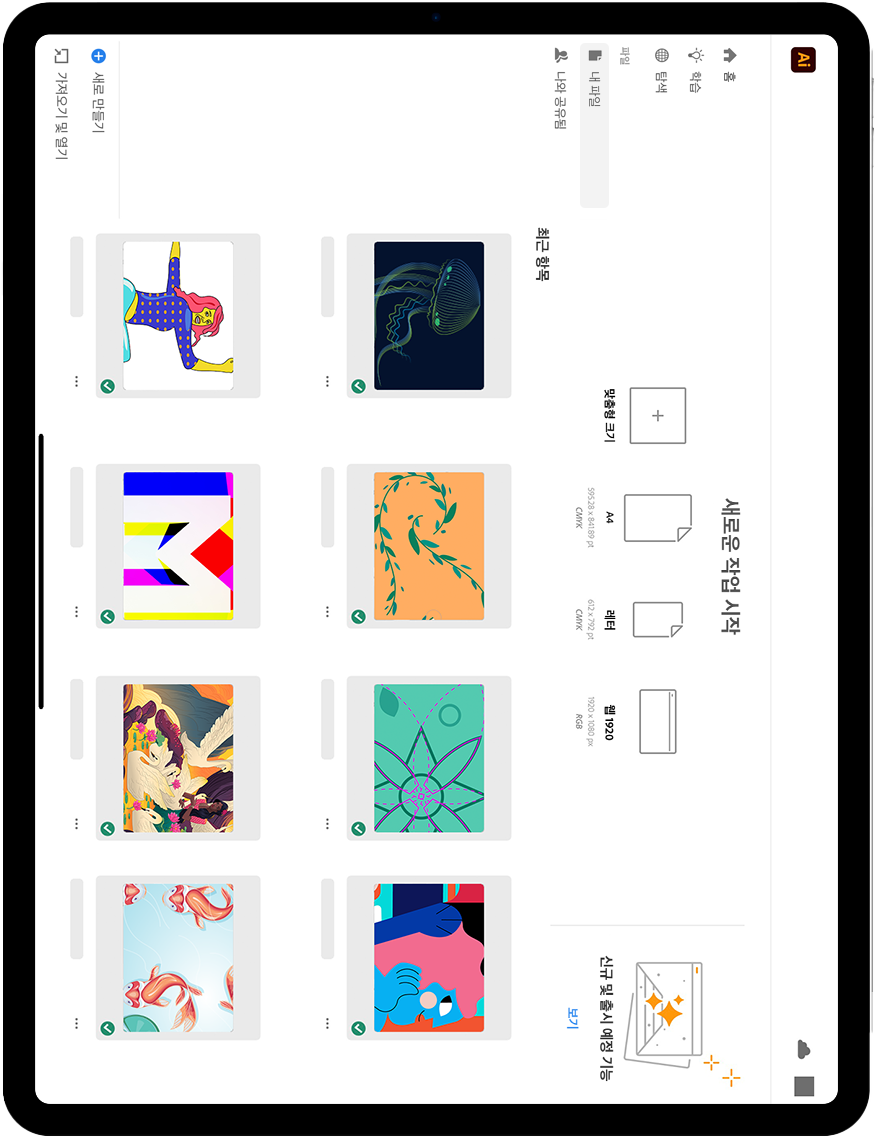 Ai
홈
학습
탐색
파일
내 파일
나와 공유됨
새로 만들기
가져오기 및 열기
새로운 작업 시작
맞춤형 크기
A4
595.28 x 841.89 pt
CMYK
레터
612 x 792 pt
CMYK
웹 1920
1920 x 1080 px
RGB
신규 및 출시 예정 기능
보기
최근 항목